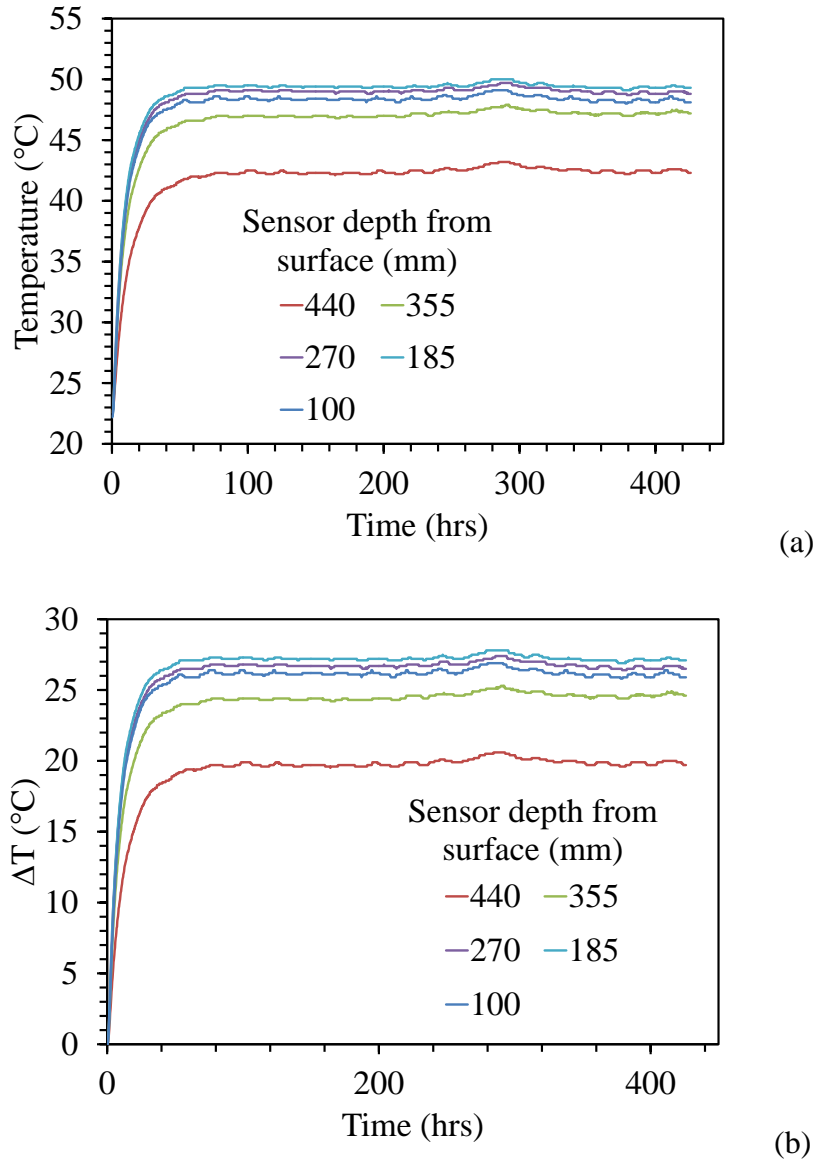 55
50
45
40
35
30
25
20
Temperature (°C)
Sensor depth from
surface (mm)
440 355
270 185
100
0 100 200 300 400
Time (hrs)
(a)
30
25
20
15
10
5
0
ΔT (°C)
Sensor depth from
surface (mm)
440 355
270 185
100
0 200 400
Time (hrs)
(b)